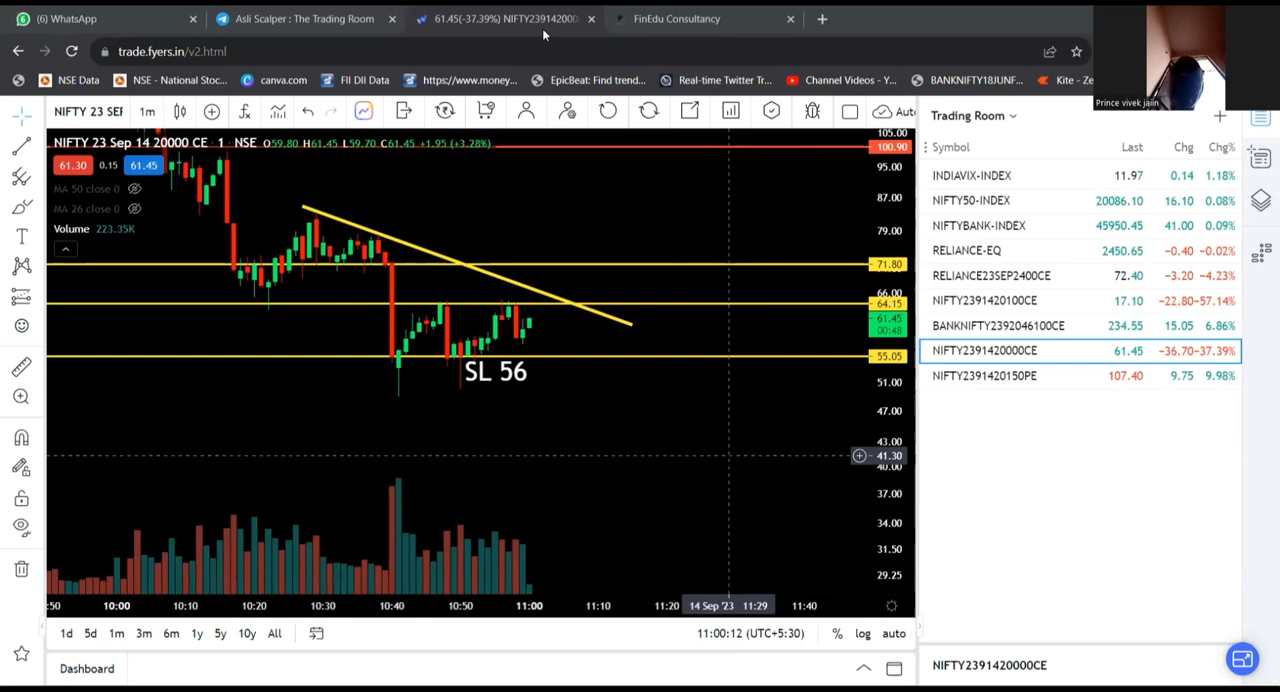 (6) WhatsApp
Asli Scalper : The Trading Room
61.45(-37.39%) NIFTY239142000
FinEdu Consultancy
trade.fyers.in/v2.html
NSE Data
NSE - National Stoc...
canva.com
FII DII Data
https://www.money...
EpicBeat: Find trend...
Real-time Twitter Tr...
Channel Videos - Y...
BANKNIFTY18JUNF...
Kite - Ze
Prince vivek jaiin
NIFTY 23 SEP
1m
Auto
Trading Room
NIFTY 23 Sep 14 20000 CE · 1 · NSE O59.80 H61.45 L59.70 C61.45 +1.95 (+3.28%)
61.30 0.15 61.45
MA 50 close 0
MA 26 close 0
Volume 223.35K
SL 56
105.00
100.90
95.00
87.00
79.00
71.80
66.00
64.15
61.45
00:48
55.05
51.00
47.00
43.00
41.30
40.00
37.00
34.00
31.50
29.25
:50 10:00 10:10 10:20 10:30 10:40 10:50 11:00 11:10 11:20 14 Sep '23 11:29 11:40
1d 5d 1m 3m 6m 1y 5y 10y All
11:00:12 (UTC+5:30) % log auto
Dashboard
Symbol Last Chg Chg%
INDIAVIX-INDEX 11.97 0.14 1.18%
NIFTY50-INDEX 20086.10 16.10 0.08%
NIFTYBANK-INDEX 45950.45 41.00 0.09%
RELIANCE-EQ 2450.65 −0.40 −0.02%
RELIANCE23SEP2400CE 72.40 −3.20 −4.23%
NIFTY2391420100CE 17.10 −22.80 −57.14%
BANKNIFTY2392046100CE 234.55 15.05 6.86%
NIFTY2391420000CE 61.45 −36.70 −37.39%
NIFTY2391420150PE 107.40 9.75 9.98%
NIFTY2391420000CE